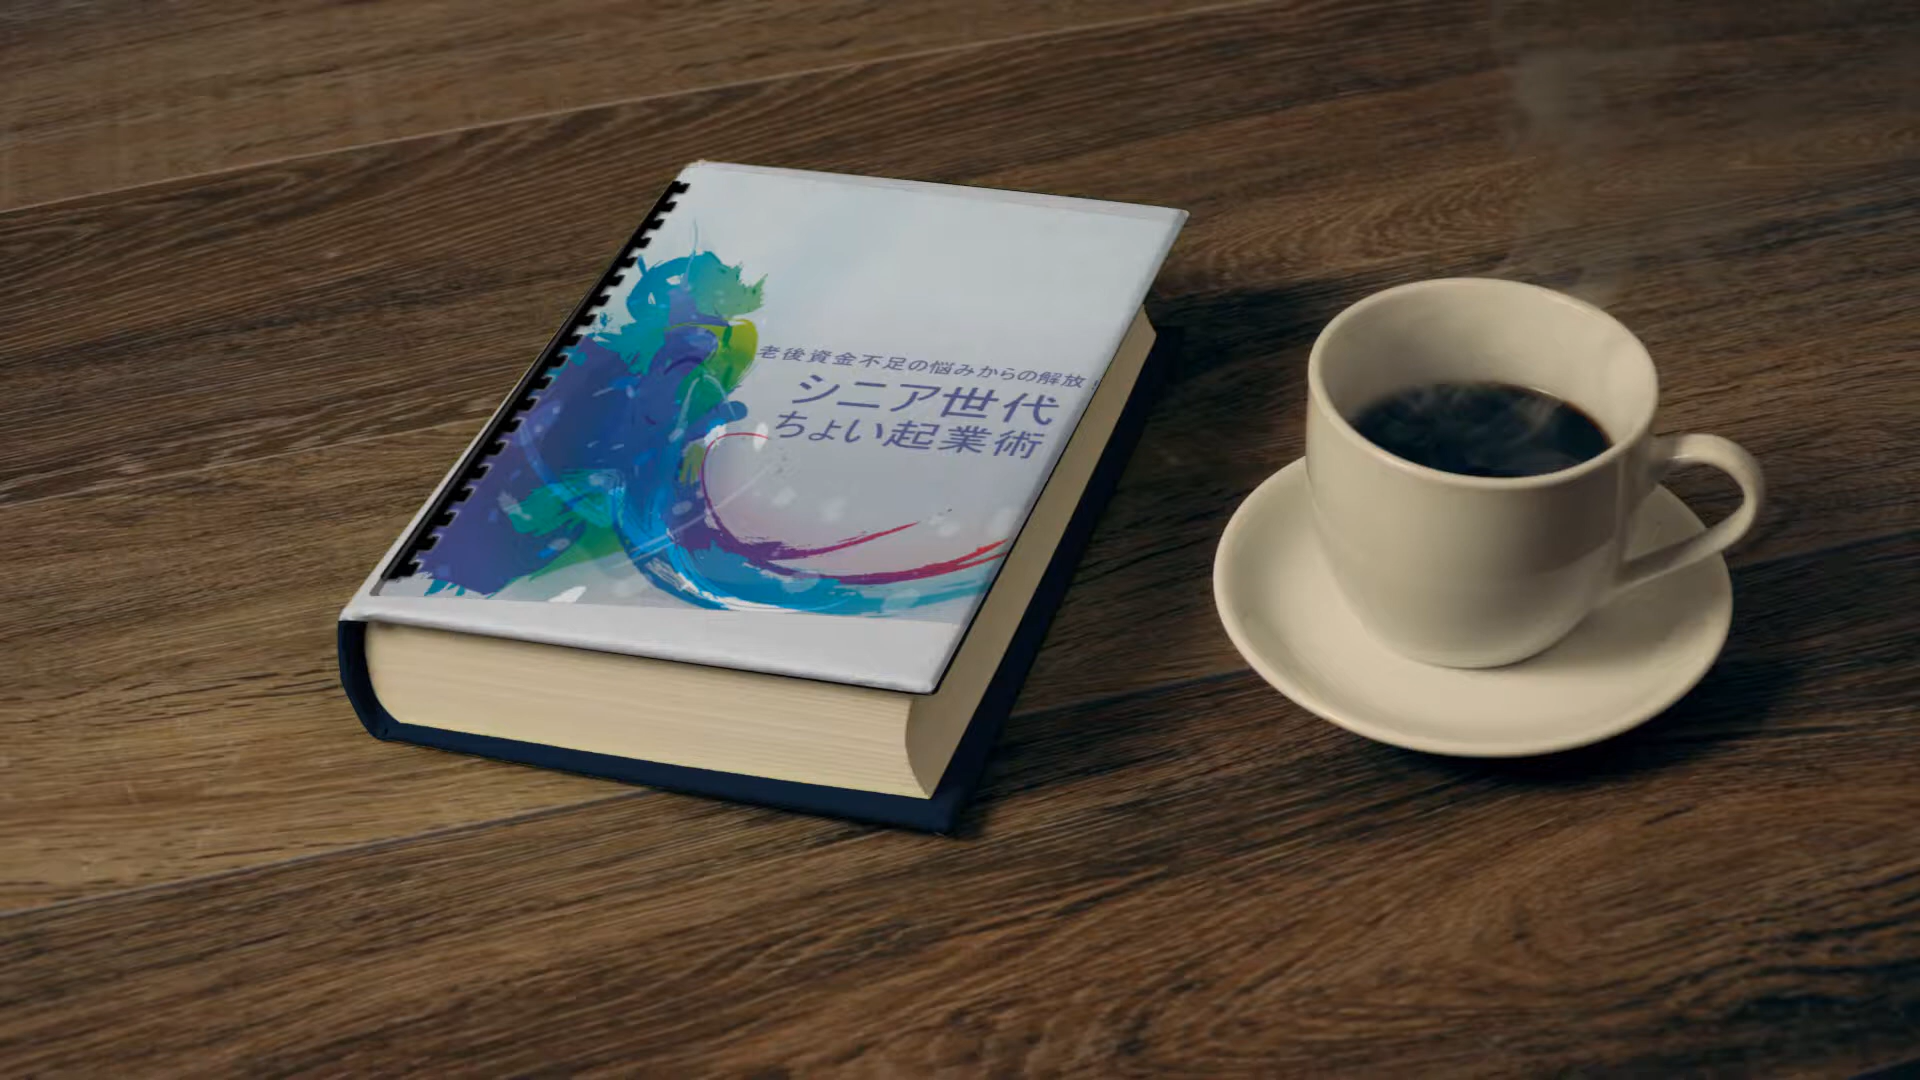 老後資金不足の悩みからの解放！
シニア世代
ちょい起業術